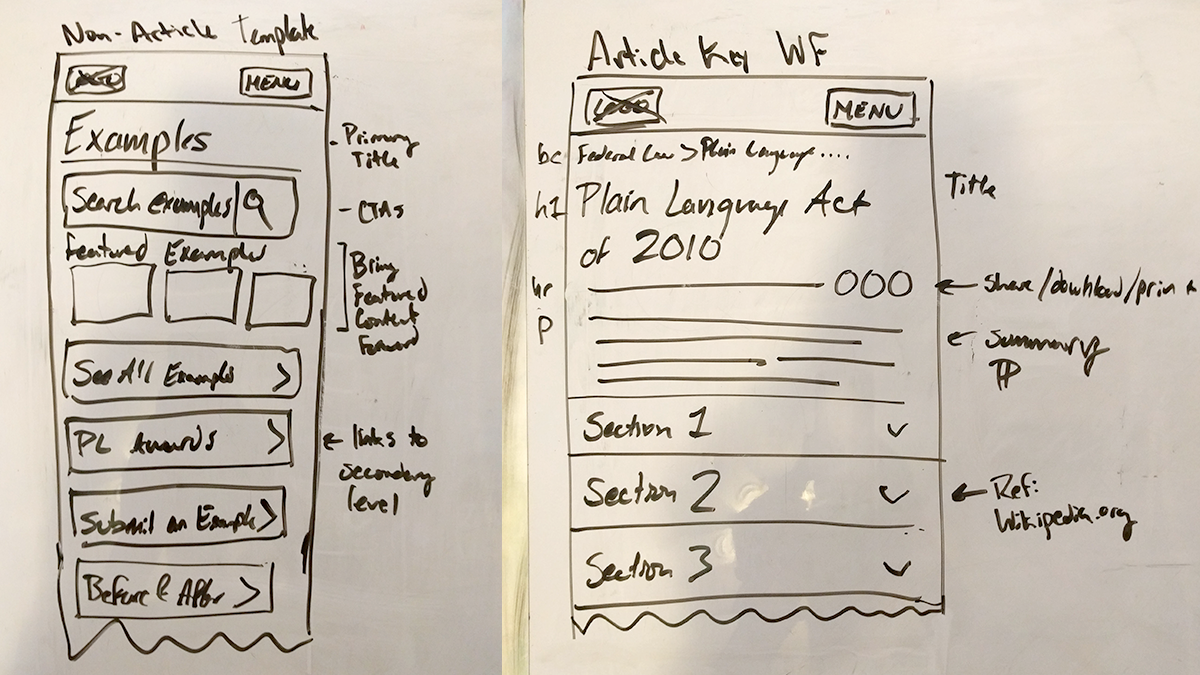 Non-Article Template
LOGO
MENU
Examples
Search examples
Featured Examples
See All Examples
PL Awards
Submit an Example
Before & After
- Primary
Title
- CTAs
Bring
Featured
Content
Forward
← links to
secondary
level
Article Key WF
LOGO
MENU
bc
Federal Law > Plain Language ....
h1
Plain Language Act
of 2010
Title
hr
← Share/download/print
p
← Summary
Section 1
Section 2
← Ref:
Wikipedia.org
Section 3